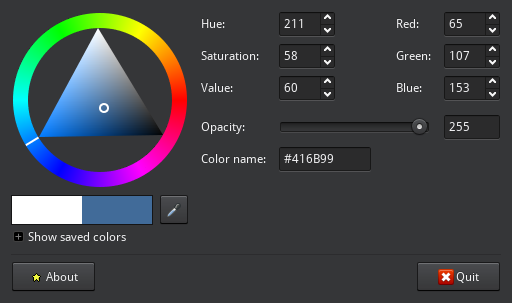 Hue: 211 Red: 65
Saturation: 58 Green: 107
Value: 60 Blue: 153
Opacity: 255
Color name: #416B99
Show saved colors
About Quit